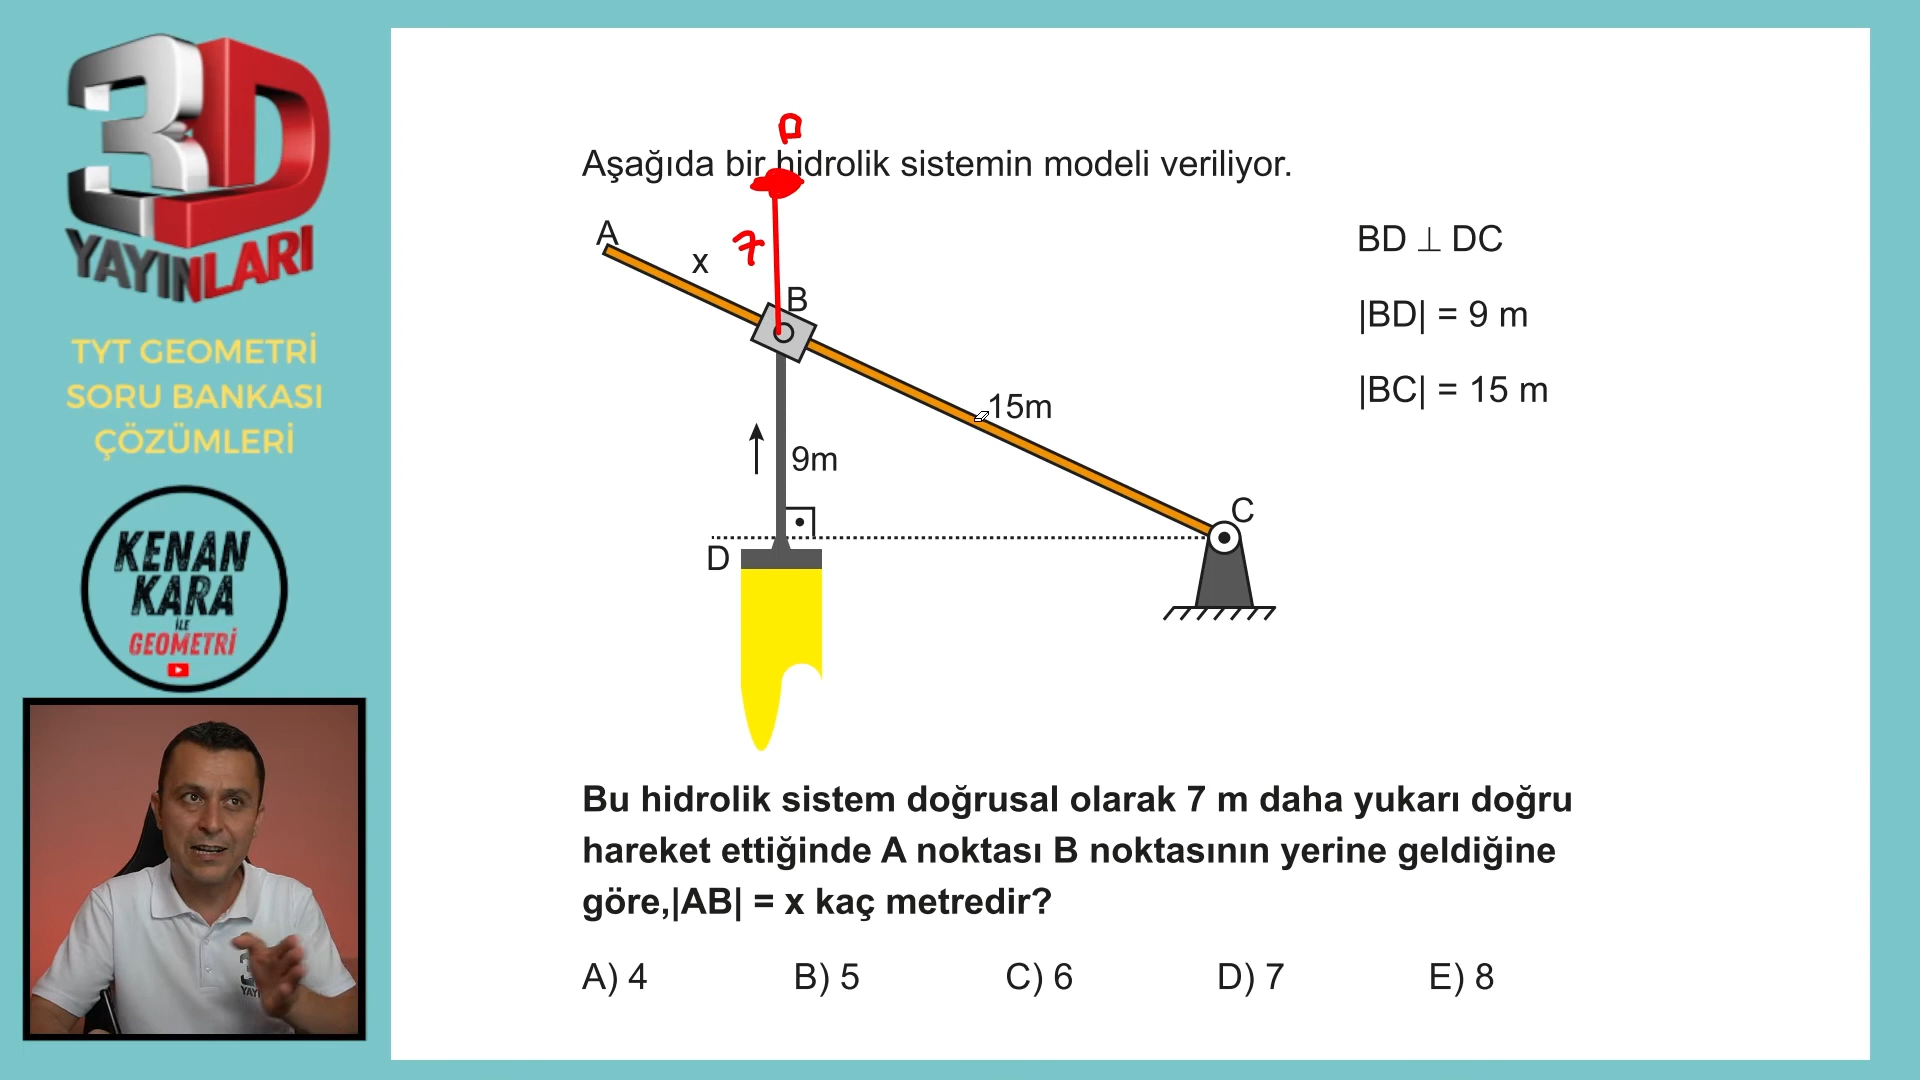 3D
YAYINLARI
TYT GEOMETRİ
SORU BANKASI
ÇÖZÜMLERİ
KENAN
KARA
İLE
GEOMETRİ
Aşağıda bir hidrolik sistemin modeli veriliyor.
A
x
7
B
15m
9m
C
D
BD ⊥ DC
|BD| = 9 m
|BC| = 15 m
Bu hidrolik sistem doğrusal olarak 7 m daha yukarı doğru
hareket ettiğinde A noktası B noktasının yerine geldiğine
göre,|AB| = x kaç metredir?
A) 4 B) 5 C) 6 D) 7 E) 8